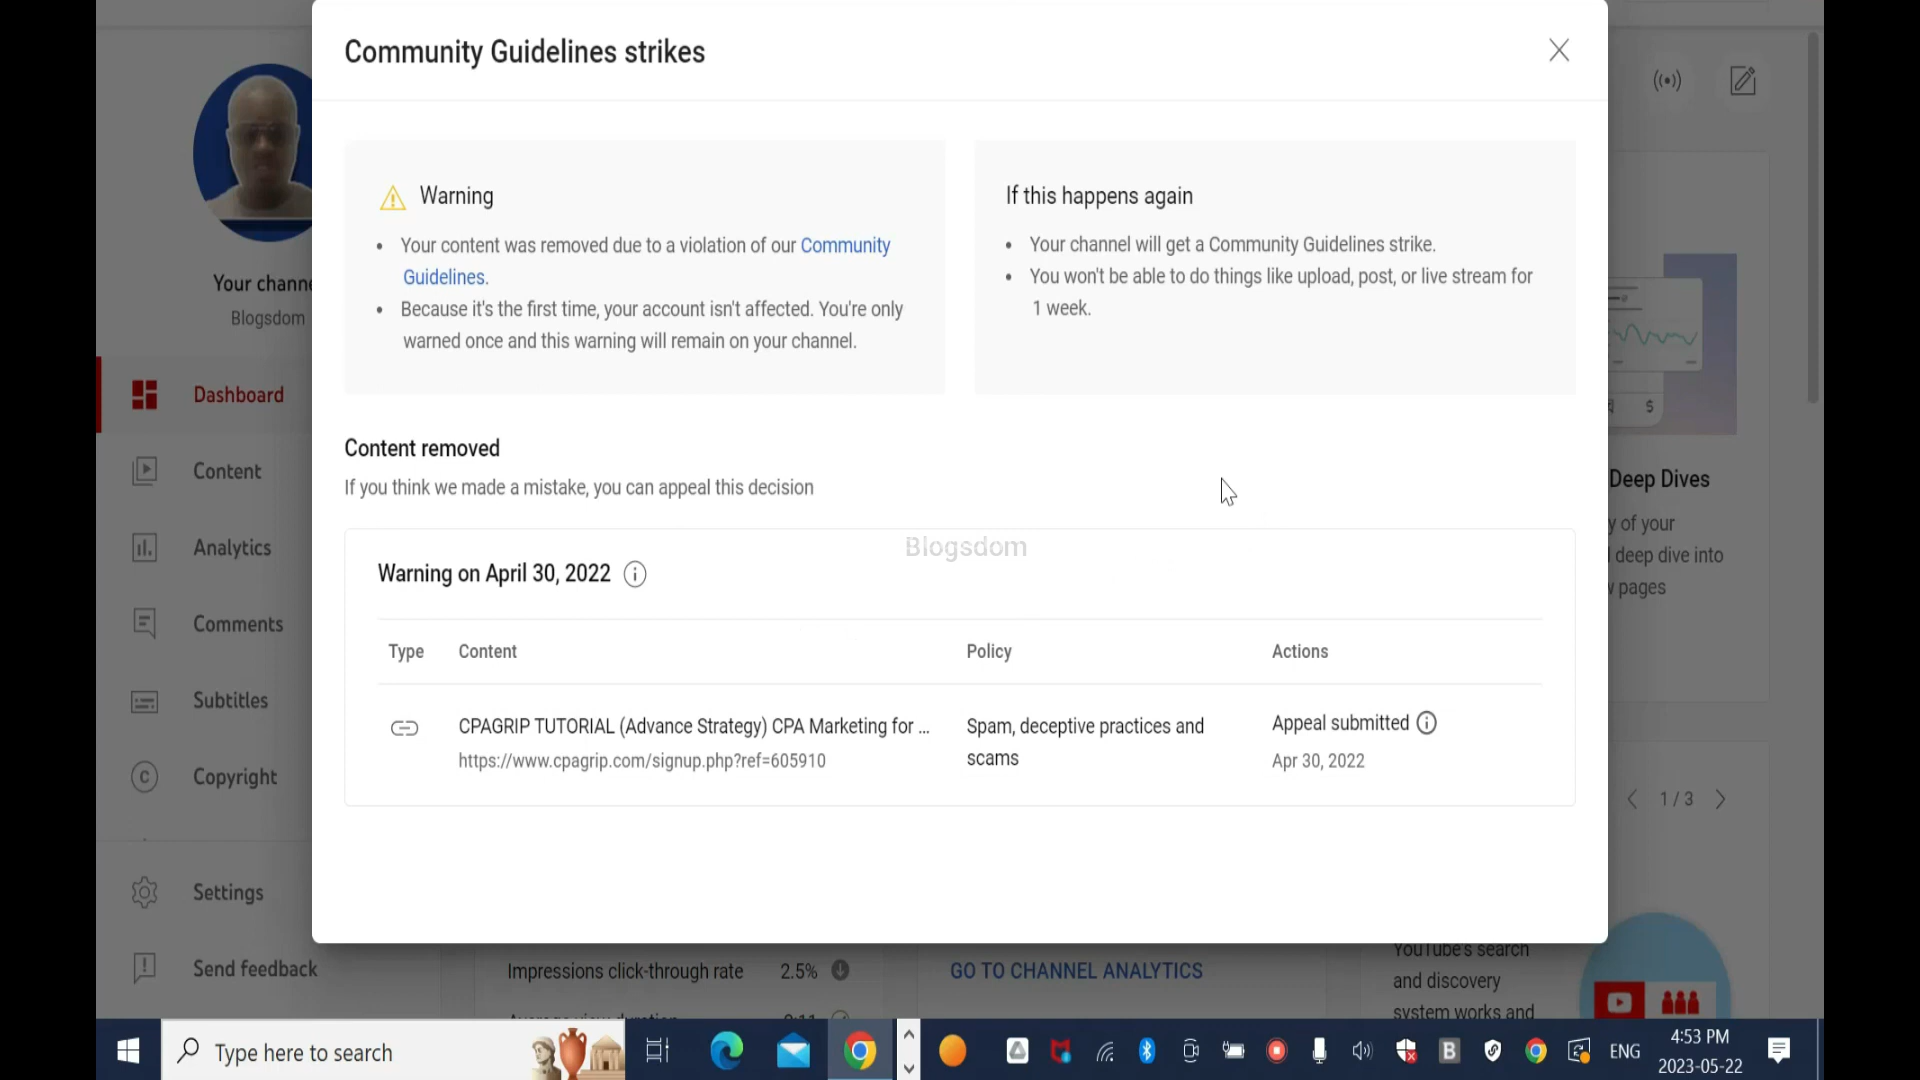 Community Guidelines strikes
Warning
Your content was removed due to a violation of our Community
Guidelines.
Because it's the first time, your account isn't affected. You're only
warned once and this warning will remain on your channel.
If this happens again
Your channel will get a Community Guidelines strike.
You won't be able to do things like upload, post, or live stream for
1 week.
Content removed
If you think we made a mistake, you can appeal this decision
Blogsdom
Warning on April 30, 2022
Type Content Policy Actions
CPAGRIP TUTORIAL (Advance Strategy) CPA Marketing for ...
https://www.cpagrip.com/signup.php?ref=605910
Spam, deceptive practices and
scams
Appeal submitted
Apr 30, 2022
Your channe
Blogsdom
Dashboard
Content
Analytics
Comments
Subtitles
Copyright
Settings
Send feedback
Deep Dives
y of your
deep dive into
pages
1 / 3
Impressions click-through rate 2.5%
GO TO CHANNEL ANALYTICS
YouTube's search
and discovery
system works and
Type here to search
ENG
4:53 PM
2023-05-22